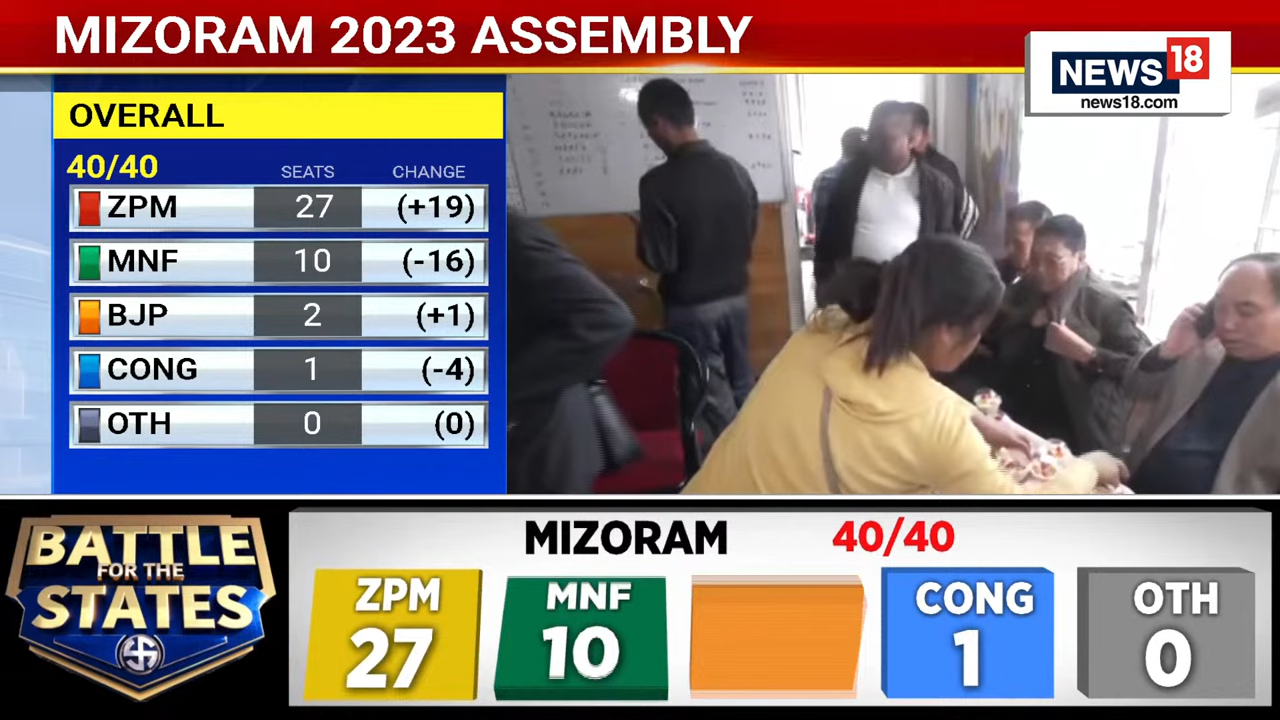 MIZORAM 2023 ASSEMBLY
NEWS 18
news18.com
OVERALL
40/40 SEATS CHANGE
ZPM 27 (+19)
MNF 10 (-16)
BJP 2 (+1)
CONG 1 (-4)
OTH 0 (0)
BATTLE
FOR THE
STATES
MIZORAM 40/40
ZPM MNF CONG OTH
27 10 1 0